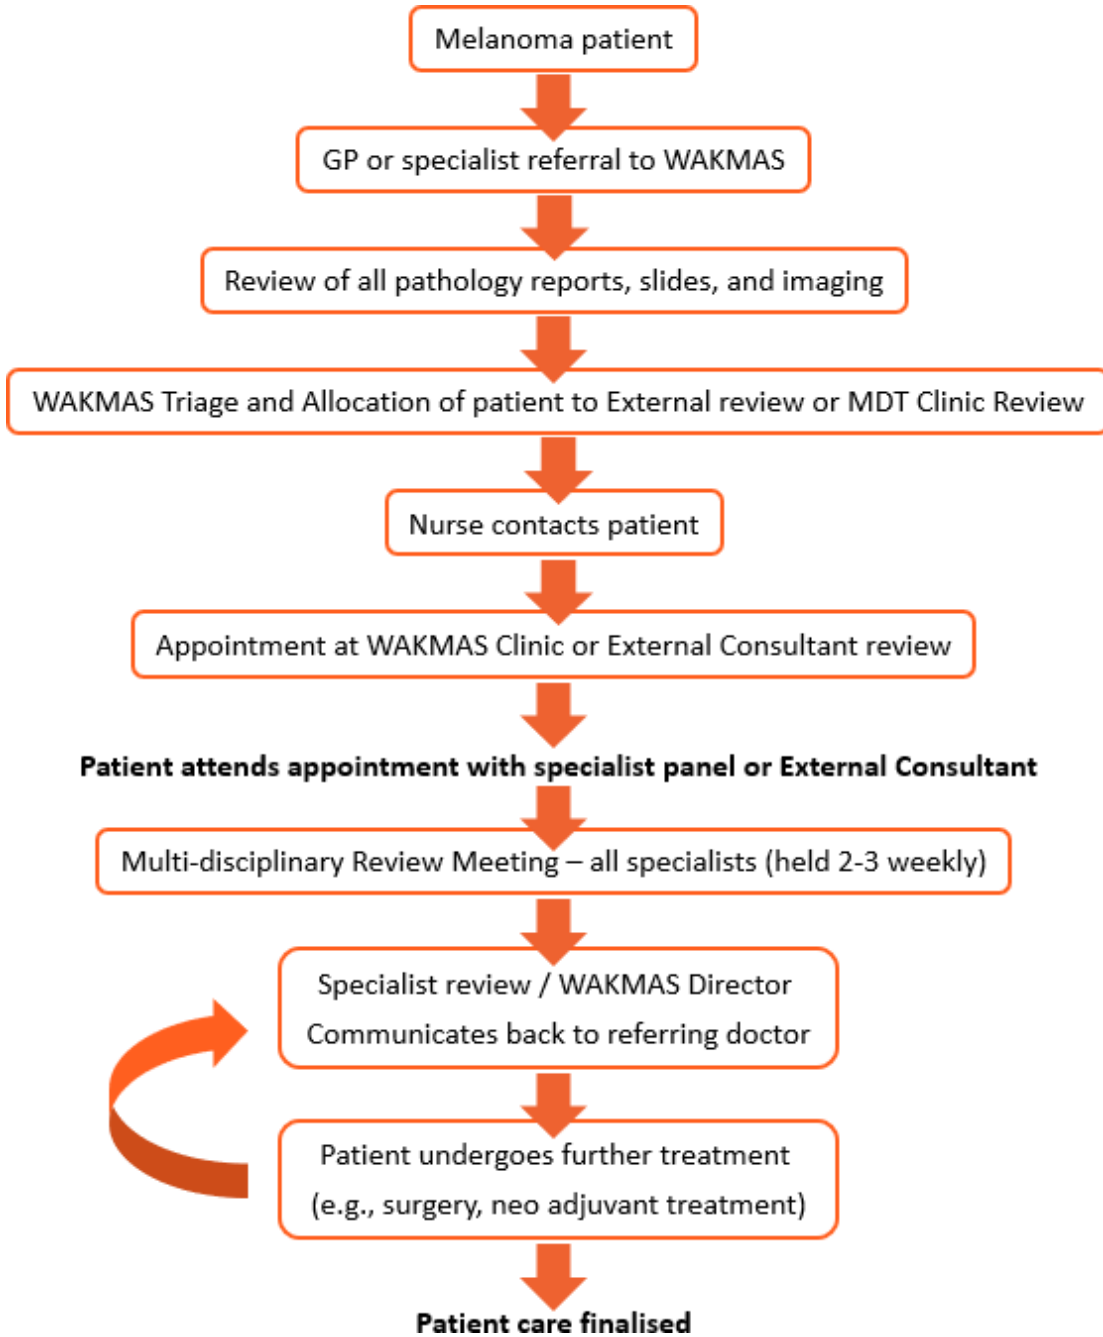 Melanoma patient
GP or specialist referral to WAKMAS
Review of all pathology reports, slides, and imaging
WAKMAS Triage and Allocation of patient to External review or MDT Clinic Review
Nurse contacts patient
Appointment at WAKMAS Clinic or External Consultant review
Patient attends appointment with specialist panel or External Consultant
Multi-disciplinary Review Meeting – all specialists (held 2-3 weekly)
Specialist review / WAKMAS Director
Communicates back to referring doctor
Patient undergoes further treatment
(e.g., surgery, neo adjuvant treatment)
Patient care finalised